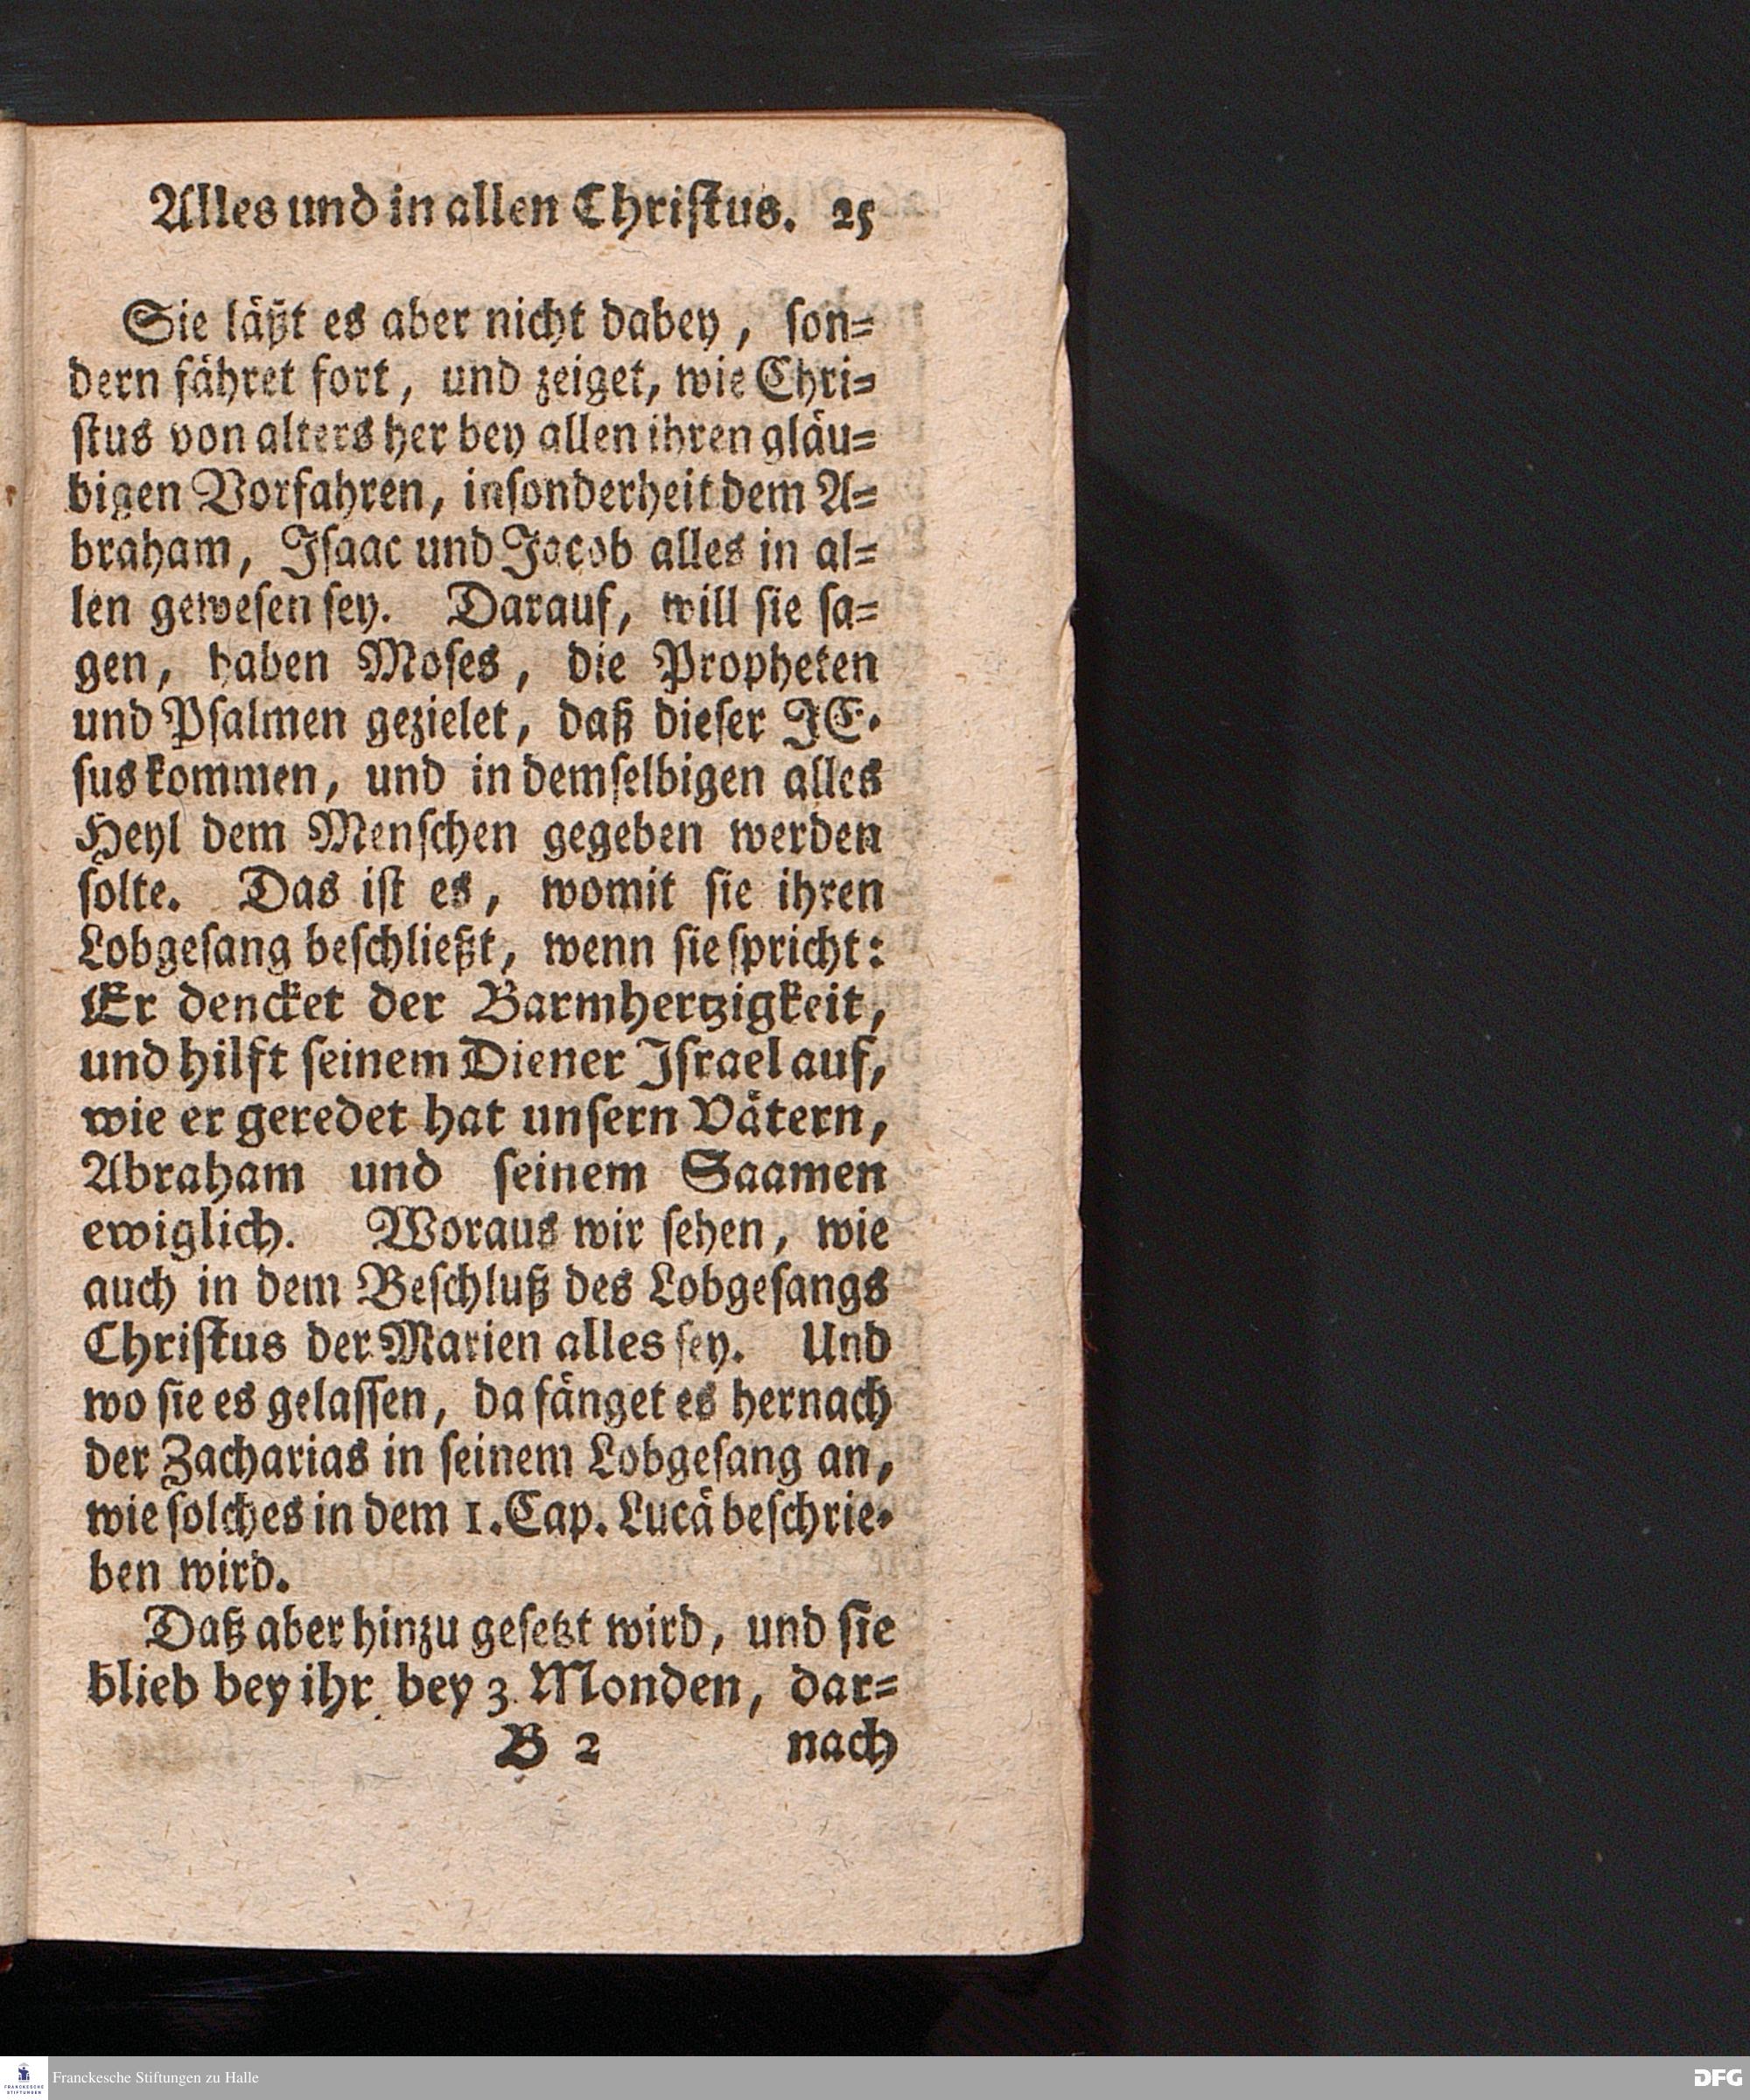 Alles und in allen Chriſtus. 25
Sie läßt es aber nicht dabey, ſon=
dern fähret fort, und zeiget, wie Chri=
ſtus von alters her bey allen ihren gläu=
bigen Vorfahren, inſonderheit dem A=
braham, Iſaac und Jacob alles in al=
len geweſen ſey. Darauf, will ſie ſa=
gen, haben Moſes, die Propheten
und Pſalmen gezielet, daß dieſer JE=
ſus kommen, und in demſelbigen alles
Heyl dem Menſchen gegeben werden
ſolte. Das iſt es, womit ſie ihren
Lobgeſang beſchließt, wenn ſie ſpricht:
Er dencket der Barmhertzigkeit,
und hilft ſeinem Diener Iſrael auf,
wie er geredet hat unſern Vätern,
Abraham und ſeinem Saamen
ewiglich. Woraus wir ſehen, wie
auch in dem Beſchluß des Lobgeſangs
Chriſtus der Marien alles ſey. Und
wo ſie es gelaſſen, da fänget es hernach
der Zacharias in ſeinem Lobgeſang an,
wie ſolches in dem 1. Cap. Lucä beſchrie=
ben wird.
Daß aber hinzu geſetzt wird, und ſie
blieb bey ihr bey 3. Monden, dar=
B 2 nach
Franckesche Stiftungen zu Halle
DFG